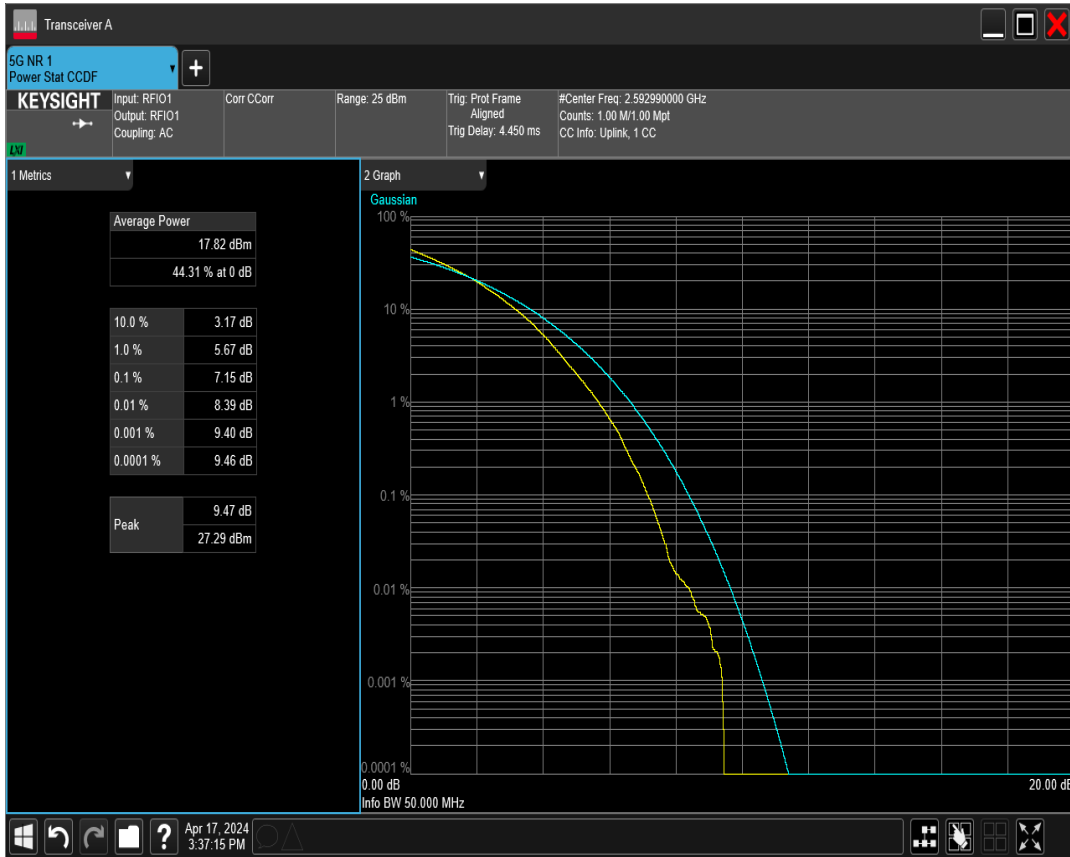 Transceiver A
5G NR 1
Power Stat CCDF
KEYSIGHT
LXI
Input: RFIO1
Output: RFIO1
Coupling: AC
Corr CCorr
Range: 25 dBm
Trig: Prot Frame
Aligned
Trig Delay: 4.450 ms
#Center Freq: 2.592990000 GHz
Counts: 1.00 M/1.00 Mpt
CC Info: Uplink, 1 CC
1 Metrics
Average Power
17.82 dBm
44.31 % at 0 dB
10.0 % 3.17 dB
1.0 % 5.67 dB
0.1 % 7.15 dB
0.01 % 8.39 dB
0.001 % 9.40 dB
0.0001 % 9.46 dB
Peak
9.47 dB
27.29 dBm
2 Graph
Gaussian
100 %
10 %
1 %
0.1 %
0.01 %
0.001 %
0.0001 %
0.00 dB
20.00 dB
Info BW 50.000 MHz
?
Apr 17, 2024
3:37:15 PM